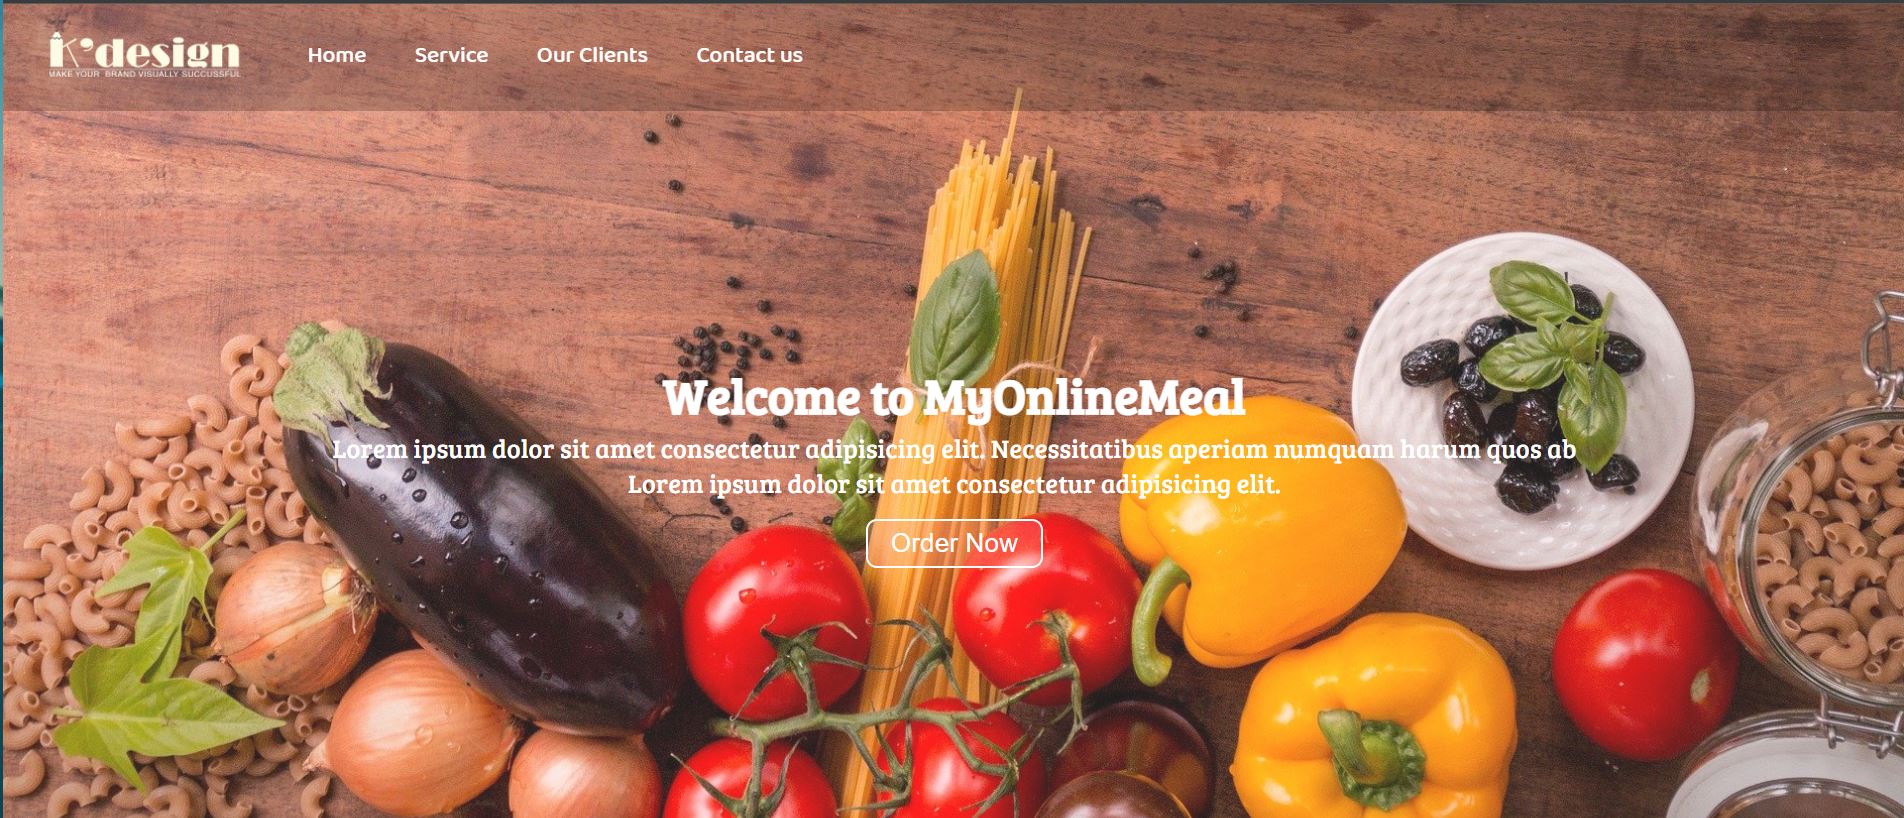 K'design
MAKE YOUR BRAND VISUALLY SUCCUSSFUL
Home Service Our Clients Contact us
Welcome to MyOnlineMeal
Lorem ipsum dolor sit amet consectetur adipisicing elit. Necessitatibus aperiam numquam harum quos ab
Lorem ipsum dolor sit amet consectetur adipisicing elit.
Order Now